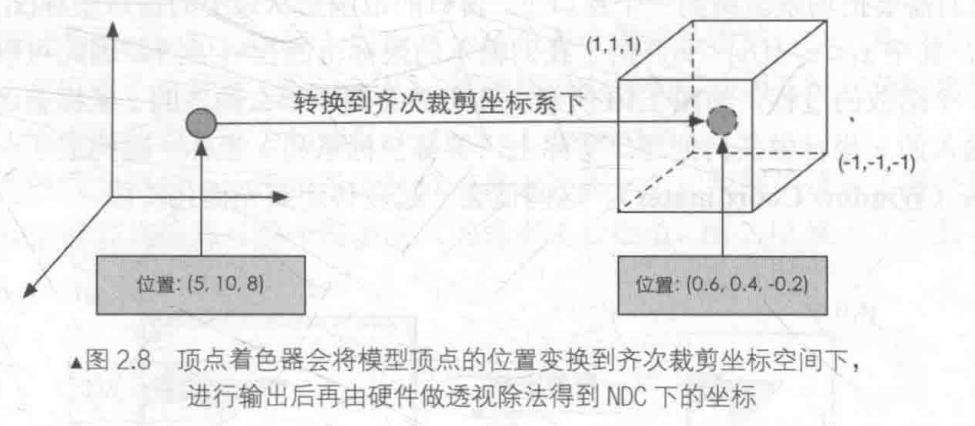 (1,1,1)
转换到齐次裁剪坐标系下
(-1,-1,-1)
位置: (5, 10, 8)
位置: (0.6, 0.4, -0.2)
▲图 2.8 顶点着色器会将模型顶点的位置变换到齐次裁剪坐标空间下,
进行输出后再由硬件做透视除法得到 NDC 下的坐标